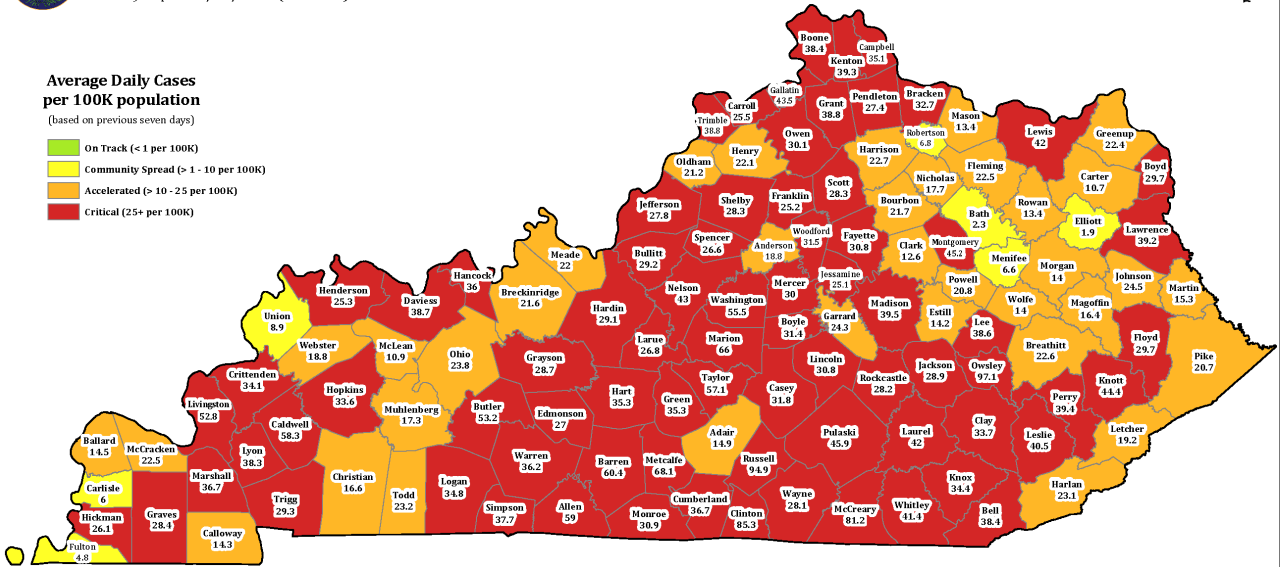 Average Daily Cases
per 100K population
(based on previous seven days)
On Track (< 1 per 100K)
Community Spread (> 1 - 10 per 100K)
Accelerated (> 10 - 25 per 100K)
Critical (25+ per 100K)
Boone
38.4
Campbell
35.1
Kenton
39.3
Gallatin
43.5
Carroll
25.5
Trimble
38.8
Grant
38.8
Pendleton
27.4
Bracken
32.7
Mason
13.4
Robertson
6.8
Lewis
42
Greenup
22.4
Boyd
29.7
Owen
30.1
Henry
22.1
Oldham
21.2
Harrison
22.7
Nicholas
17.7
Fleming
22.5
Carter
10.7
Rowan
13.4
Elliott
1.9
Lawrence
39.2
Jefferson
27.8
Shelby
28.3
Franklin
25.2
Scott
28.3
Bourbon
21.7
Bath
2.3
Montgomery
45.2
Menifee
6.6
Morgan
14
Johnson
24.5
Martin
15.3
Bullitt
29.2
Spencer
26.6
Anderson
18.8
Woodford
31.5
Fayette
30.8
Clark
12.6
Powell
20.8
Wolfe
14
Magoffin
16.4
Meade
22
Hancock
36
Breckinridge
21.6
Hardin
29.1
Nelson
43
Washington
55.5
Mercer
30
Jessamine
25.1
Garrard
24.3
Madison
39.5
Estill
14.2
Lee
38.6
Breathitt
22.6
Floyd
29.7
Pike
20.7
Henderson
25.3
Daviess
38.7
Union
8.9
Webster
18.8
McLean
10.9
Ohio
23.8
Grayson
28.7
Larue
26.8
Marion
66
Boyle
31.4
Lincoln
30.8
Rockcastle
28.2
Jackson
28.9
Owsley
97.1
Perry
39.4
Knott
44.4
Crittenden
34.1
Livingston
52.8
Hopkins
33.6
Caldwell
58.3
Muhlenberg
17.3
Butler
53.2
Edmonson
27
Hart
35.3
Green
35.3
Taylor
57.1
Casey
31.8
Adair
14.9
Pulaski
45.9
Laurel
42
Clay
33.7
Leslie
40.5
Letcher
19.2
Harlan
23.1
Ballard
14.5
McCracken
22.5
Lyon
38.3
Marshall
36.7
Carlisle
6
Hickman
26.1
Fulton
4.8
Graves
28.4
Calloway
14.3
Trigg
29.3
Christian
16.6
Todd
23.2
Logan
34.8
Warren
36.2
Simpson
37.7
Allen
59
Barren
60.4
Metcalfe
68.1
Monroe
30.9
Cumberland
36.7
Clinton
85.3
Russell
94.9
Wayne
28.1
McCreary
81.2
Whitley
41.4
Knox
34.4
Bell
38.4